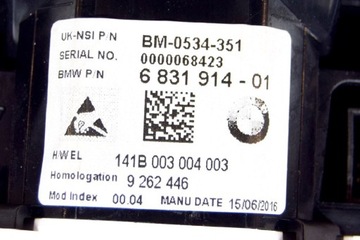 UK-NSI P/N BM-0534-351
SERIAL NO. 0000068423
BMW P/N 6 831 914 - 01
HWEL 141B 003 004 003
Homologation 9 262 446
Mod Index 00.04 MANU DATE 15/06/2016